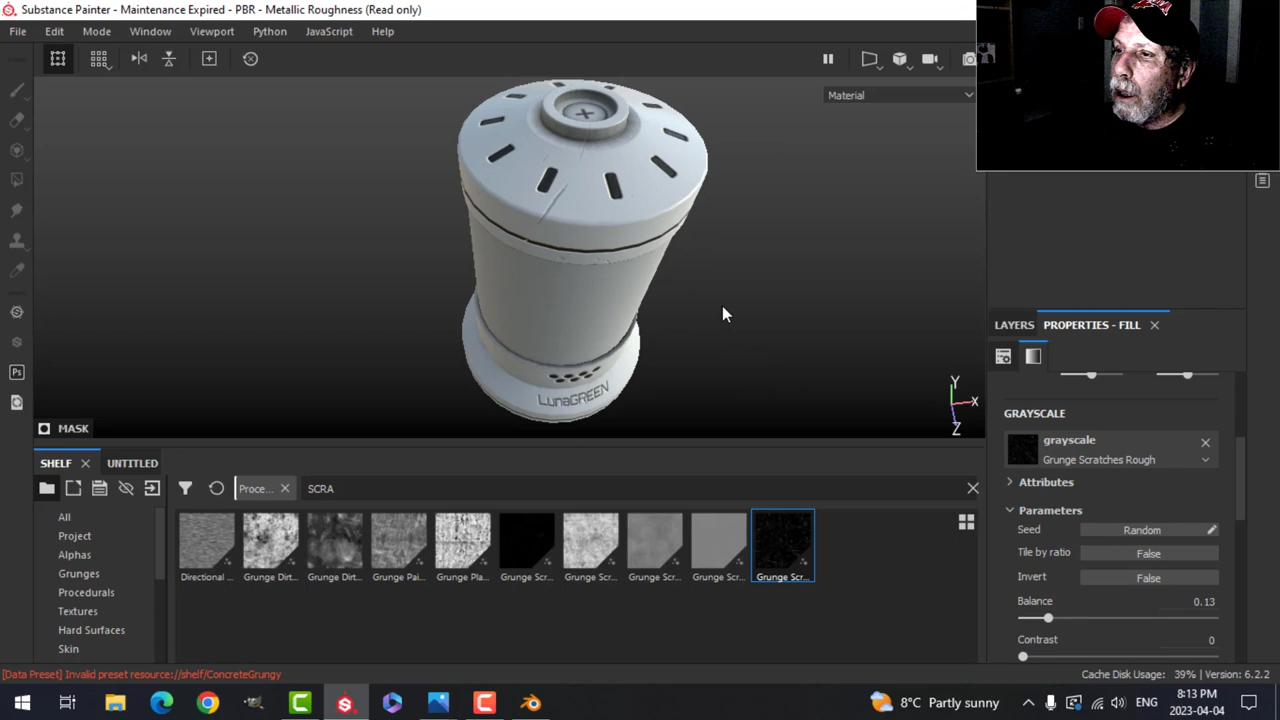 Substance Painter - Maintenance Expired - PBR - Metallic Roughness (Read only)
File Edit Mode Window Viewport Python JavaScript Help
Material
LunaGREEN
Y
X
Z
MASK
LAYERS PROPERTIES - FILL
GRAYSCALE
grayscale
Grunge Scratches Rough
Attributes
Parameters
Seed Random
Tile by ratio False
Invert False
Balance 0.13
Contrast 0
SHELF UNTITLED
Proce... SCRA
All
Project
Alphas
Grunges
Procedurals
Textures
Hard Surfaces
Skin
Directional ... Grunge Dirt... Grunge Dirt... Grunge Pai... Grunge Pla... Grunge Scr... Grunge Scr... Grunge Scr... Grunge Scr... Grunge Scr...
[Data Preset] Invalid preset resource://shelf/ConcreteGrungy
Cache Disk Usage: 39% | Version: 6.2.2
8°C Partly sunny
ENG
8:13 PM
2023-04-04